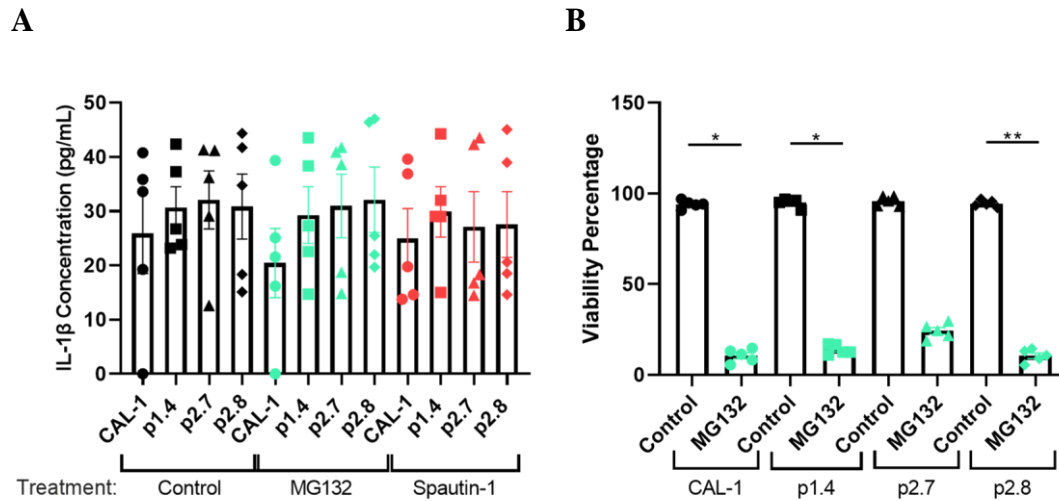 A
B
IL-1β Concentration (pg/mL)
50
40
30
20
10
0
CAL-1
p1.4
p2.7
p2.8
CAL-1
p1.4
p2.7
p2.8
CAL-1
p1.4
p2.7
p2.8
Treatment:
Control
MG132
Spautin-1
Viability Percentage
150
100
50
0
*
*
**
Control
MG132
Control
MG132
Control
MG132
Control
MG132
CAL-1
p1.4
p2.7
p2.8